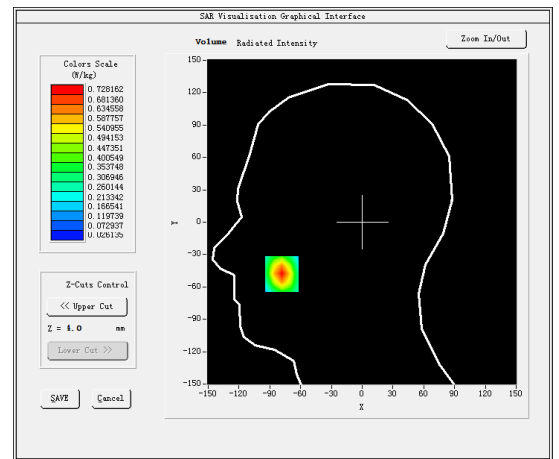 SAR Visualisation Graphical Interface
Volume Radiated Intensity
Zoom In/Out
Colors Scale
(W/kg)
0.728162
0.681360
0.634558
0.587757
0.540955
0.494153
0.447351
0.400549
0.353748
0.306946
0.260144
0.213342
0.166541
0.119739
0.072937
0.026135
150
120
90
60
30
0
-30
-60
-90
-120
-150
Y
-150 -120 -90 -60 -30 0 30 60 90 120 150
X
Z-Cuts Control
<< Upper Cut
Z = 4.0 mm
Lower Cut >>
SAVE
Cancel